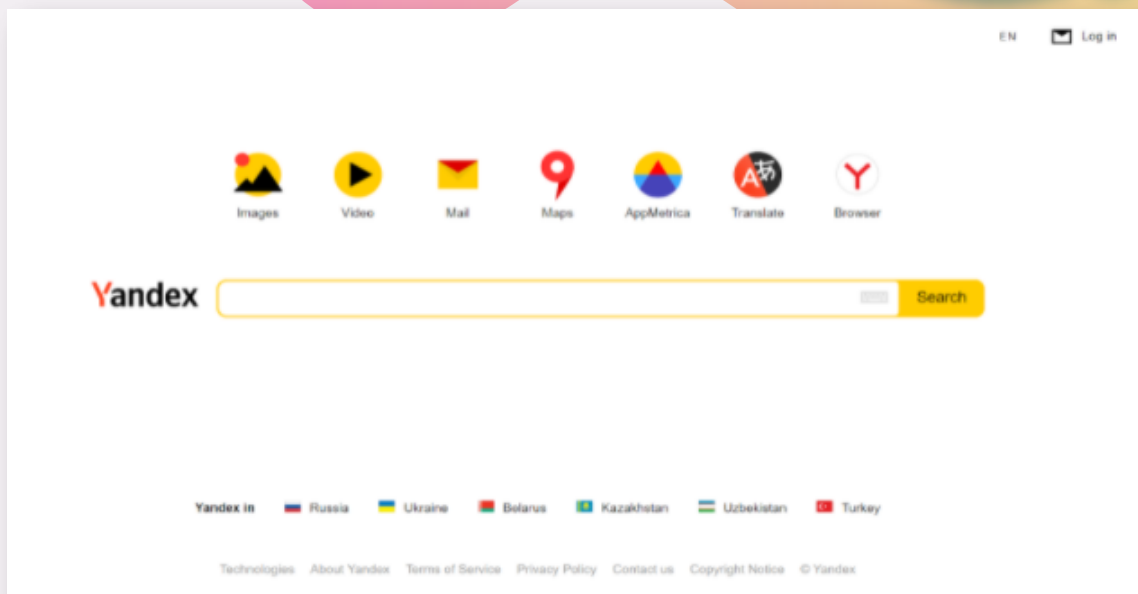 EN Log in
Images Video Mail Maps AppMetrica Translate Browser
Yandex Search
Yandex in Russia Ukraine Belarus Kazakhstan Uzbekistan Turkey
Technologies About Yandex Terms of Service Privacy Policy Contact us Copyright Notice © Yandex